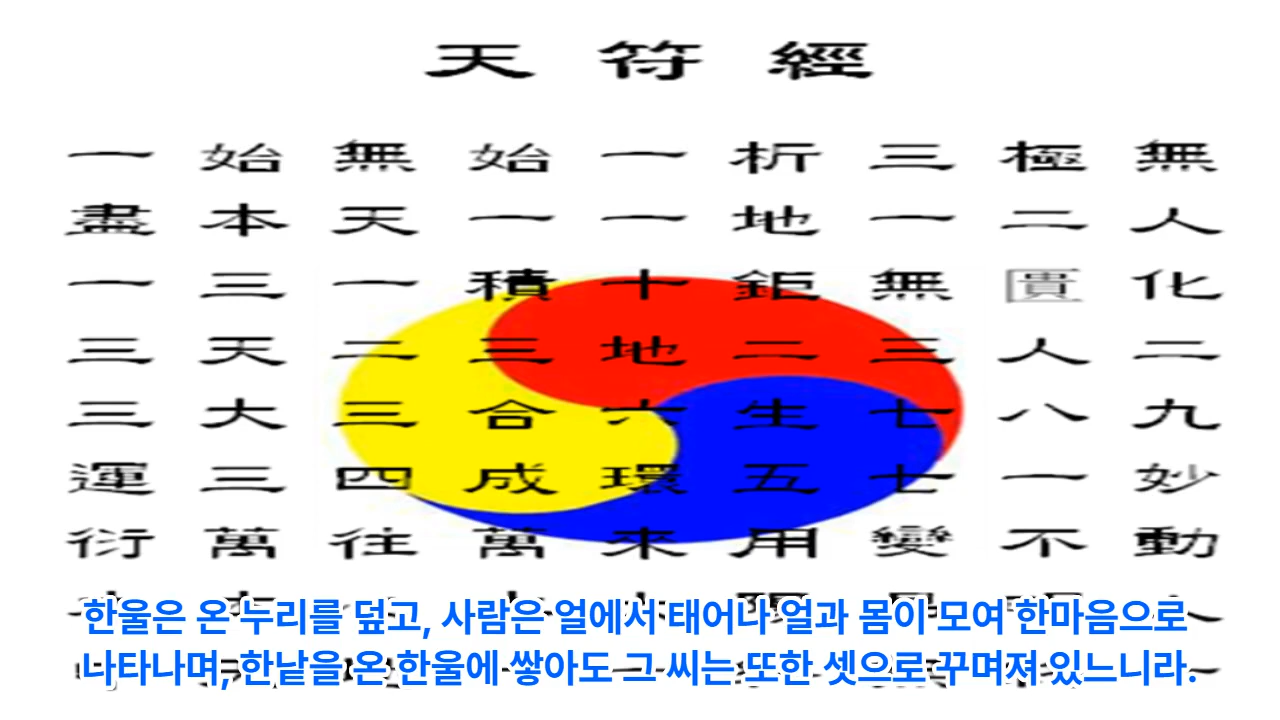 天符經
一始無始一析三極無
盡本天一一地一二人
一三一積十鉅無匱化
三天二三地二三人二
三大三合六生七八九
運三四成環五七一妙
衍萬往萬來用變不動
한울은 온 누리를 덮고, 사람은 얼에서 태어나 얼과 몸이 모여 한마음으로
나타나며, 한낱을 온 한울에 쌓아도 그 씨는 또한 셋으로 꾸며져 있느니라.